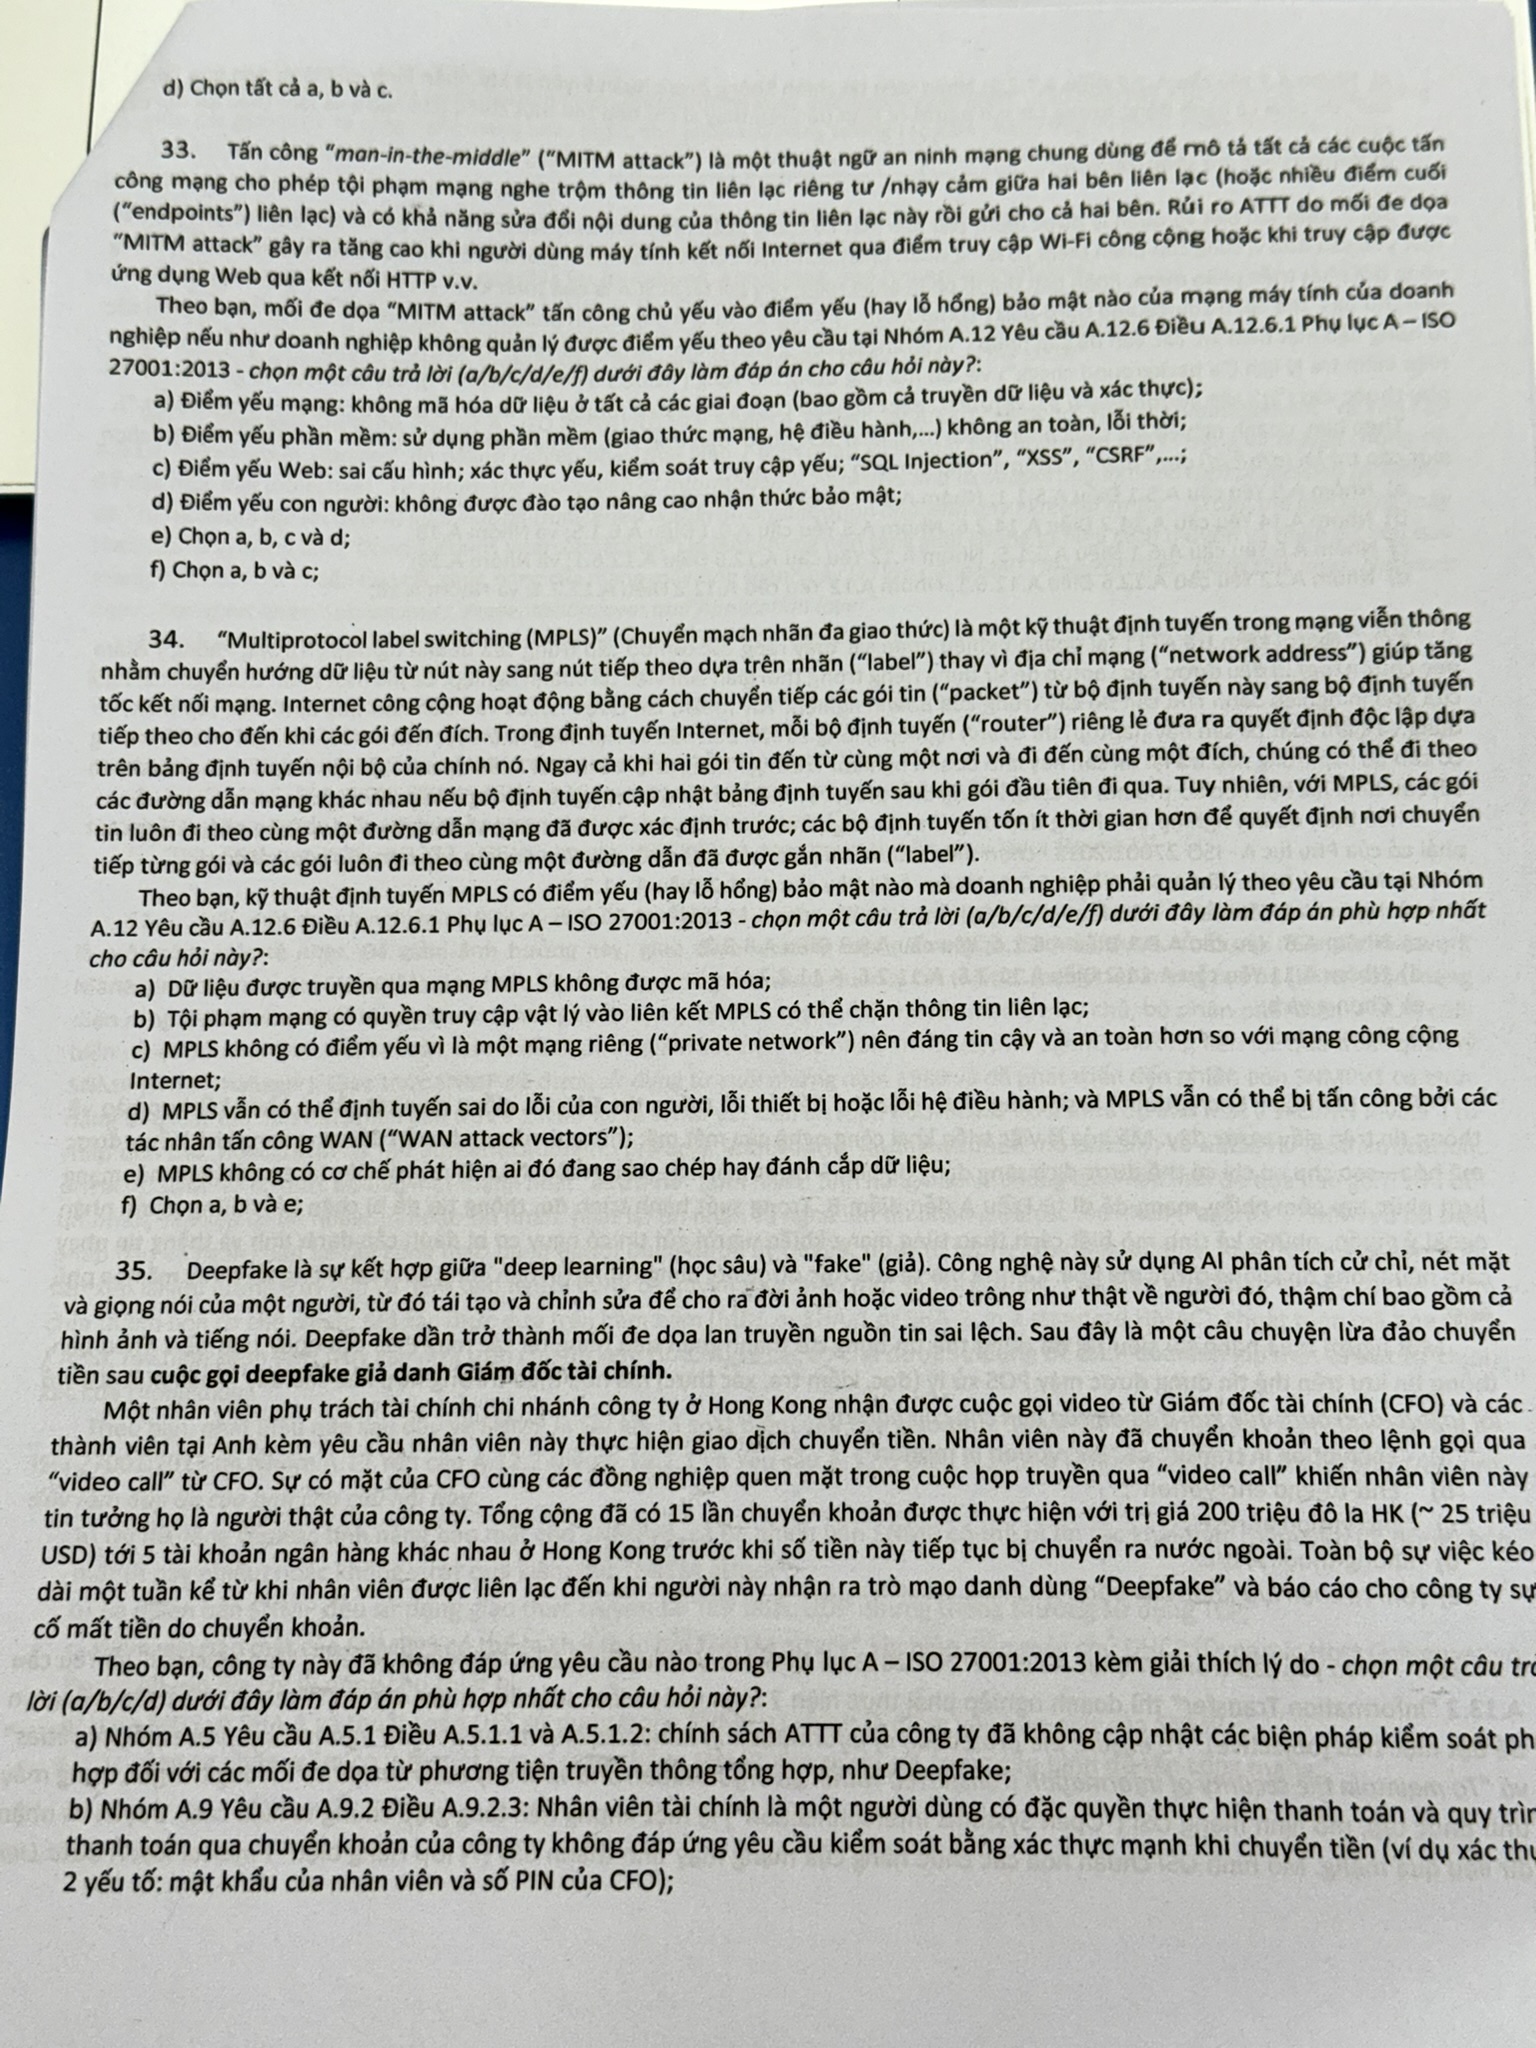 d) Chọn tất cả a, b và c.
33. Tấn công “man-in-the-middle” (“MITM attack”) là một thuật ngữ an ninh mạng chung dùng để mô tả tất cả các cuộc tấn
công mạng cho phép tội phạm mạng nghe trộm thông tin liên lạc riêng tư /nhạy cảm giữa hai bên liên lạc (hoặc nhiều điểm cuối
(“endpoints”) liên lạc) và có khả năng sửa đổi nội dung của thông tin liên lạc này rồi gửi cho cả hai bên. Rủi ro ATTT do mối đe dọa
“MITM attack” gây ra tăng cao khi người dùng máy tính kết nối Internet qua điểm truy cập Wi-Fi công cộng hoặc khi truy cập được
ứng dụng Web qua kết nối HTTP v.v.
Theo bạn, mối đe dọa “MITM attack” tấn công chủ yếu vào điểm yếu (hay lỗ hổng) bảo mật nào của mạng máy tính của doanh
nghiệp nếu như doanh nghiệp không quản lý được điểm yếu theo yêu cầu tại Nhóm A.12 Yêu cầu A.12.6 Điều A.12.6.1 Phụ lục A – ISO
27001:2013 - chọn một câu trả lời (a/b/c/d/e/f) dưới đây làm đáp án cho câu hỏi này?:
a) Điểm yếu mạng: không mã hóa dữ liệu ở tất cả các giai đoạn (bao gồm cả truyền dữ liệu và xác thực);
b) Điểm yếu phần mềm: sử dụng phần mềm (giao thức mạng, hệ điều hành,...) không an toàn, lỗi thời;
c) Điểm yếu Web: sai cấu hình; xác thực yếu, kiểm soát truy cập yếu; “SQL Injection”, “XSS”, “CSRF”,...;
d) Điểm yếu con người: không được đào tạo nâng cao nhận thức bảo mật;
e) Chọn a, b, c và d;
f) Chọn a, b và c;
34. “Multiprotocol label switching (MPLS)” (Chuyển mạch nhãn đa giao thức) là một kỹ thuật định tuyến trong mạng viễn thông
nhằm chuyển hướng dữ liệu từ nút này sang nút tiếp theo dựa trên nhãn (“label”) thay vì địa chỉ mạng (“network address”) giúp tăng
tốc kết nối mạng. Internet công cộng hoạt động bằng cách chuyển tiếp các gói tin (“packet”) từ bộ định tuyến này sang bộ định tuyến
tiếp theo cho đến khi các gói đến đích. Trong định tuyến Internet, mỗi bộ định tuyến (“router”) riêng lẻ đưa ra quyết định độc lập dựa
trên bảng định tuyến nội bộ của chính nó. Ngay cả khi hai gói tin đến từ cùng một nơi và đi đến cùng một đích, chúng có thể đi theo
các đường dẫn mạng khác nhau nếu bộ định tuyến cập nhật bảng định tuyến sau khi gói đầu tiên đi qua. Tuy nhiên, với MPLS, các gói
tin luôn đi theo cùng một đường dẫn mạng đã được xác định trước; các bộ định tuyến tốn ít thời gian hơn để quyết định nơi chuyển
tiếp từng gói và các gói luôn đi theo cùng một đường dẫn đã được gắn nhãn (“label”).
Theo bạn, kỹ thuật định tuyến MPLS có điểm yếu (hay lỗ hổng) bảo mật nào mà doanh nghiệp phải quản lý theo yêu cầu tại Nhóm
A.12 Yêu cầu A.12.6 Điều A.12.6.1 Phụ lục A – ISO 27001:2013 - chọn một câu trả lời (a/b/c/d/e/f) dưới đây làm đáp án phù hợp nhất
cho câu hỏi này?:
a) Dữ liệu được truyền qua mạng MPLS không được mã hóa;
b) Tội phạm mạng có quyền truy cập vật lý vào liên kết MPLS có thể chặn thông tin liên lạc;
c) MPLS không có điểm yếu vì là một mạng riêng (“private network”) nên đáng tin cậy và an toàn hơn so với mạng công cộng
Internet;
d) MPLS vẫn có thể định tuyến sai do lỗi của con người, lỗi thiết bị hoặc lỗi hệ điều hành; và MPLS vẫn có thể bị tấn công bởi các
tác nhân tấn công WAN (“WAN attack vectors”);
e) MPLS không có cơ chế phát hiện ai đó đang sao chép hay đánh cắp dữ liệu;
f) Chọn a, b và e;
35. Deepfake là sự kết hợp giữa "deep learning" (học sâu) và "fake" (giả). Công nghệ này sử dụng AI phân tích cử chỉ, nét mặt
và giọng nói của một người, từ đó tái tạo và chỉnh sửa để cho ra đời ảnh hoặc video trông như thật về người đó, thậm chí bao gồm cả
hình ảnh và tiếng nói. Deepfake dần trở thành mối đe dọa lan truyền nguồn tin sai lệch. Sau đây là một câu chuyện lừa đảo chuyển
tiền sau cuộc gọi deepfake giả danh Giám đốc tài chính.
Một nhân viên phụ trách tài chính chi nhánh công ty ở Hong Kong nhận được cuộc gọi video từ Giám đốc tài chính (CFO) và các
thành viên tại Anh kèm yêu cầu nhân viên này thực hiện giao dịch chuyển tiền. Nhân viên này đã chuyển khoản theo lệnh gọi qua
“video call” từ CFO. Sự có mặt của CFO cùng các đồng nghiệp quen mặt trong cuộc họp truyền qua “video call” khiến nhân viên này
tin tưởng họ là người thật của công ty. Tổng cộng đã có 15 lần chuyển khoản được thực hiện với trị giá 200 triệu đô la HK (~ 25 triệu
USD) tới 5 tài khoản ngân hàng khác nhau ở Hong Kong trước khi số tiền này tiếp tục bị chuyển ra nước ngoài. Toàn bộ sự việc kéo
dài một tuần kể từ khi nhân viên được liên lạc đến khi người này nhận ra trò mạo danh dùng “Deepfake” và báo cáo cho công ty sự
cố mất tiền do chuyển khoản.
Theo bạn, công ty này đã không đáp ứng yêu cầu nào trong Phụ lục A – ISO 27001:2013 kèm giải thích lý do - chọn một câu trả
lời (a/b/c/d) dưới đây làm đáp án phù hợp nhất cho câu hỏi này?:
a) Nhóm A.5 Yêu cầu A.5.1 Điều A.5.1.1 và A.5.1.2: chính sách ATTT của công ty đã không cập nhật các biện pháp kiểm soát ph
hợp đối với các mối đe dọa từ phương tiện truyền thông tổng hợp, như Deepfake;
b) Nhóm A.9 Yêu cầu A.9.2 Điều A.9.2.3: Nhân viên tài chính là một người dùng có đặc quyền thực hiện thanh toán và quy trìn
thanh toán qua chuyển khoản của công ty không đáp ứng yêu cầu kiểm soát bằng xác thực mạnh khi chuyển tiền (ví dụ xác thự
2 yếu tố: mật khẩu của nhân viên và số PIN của CFO);